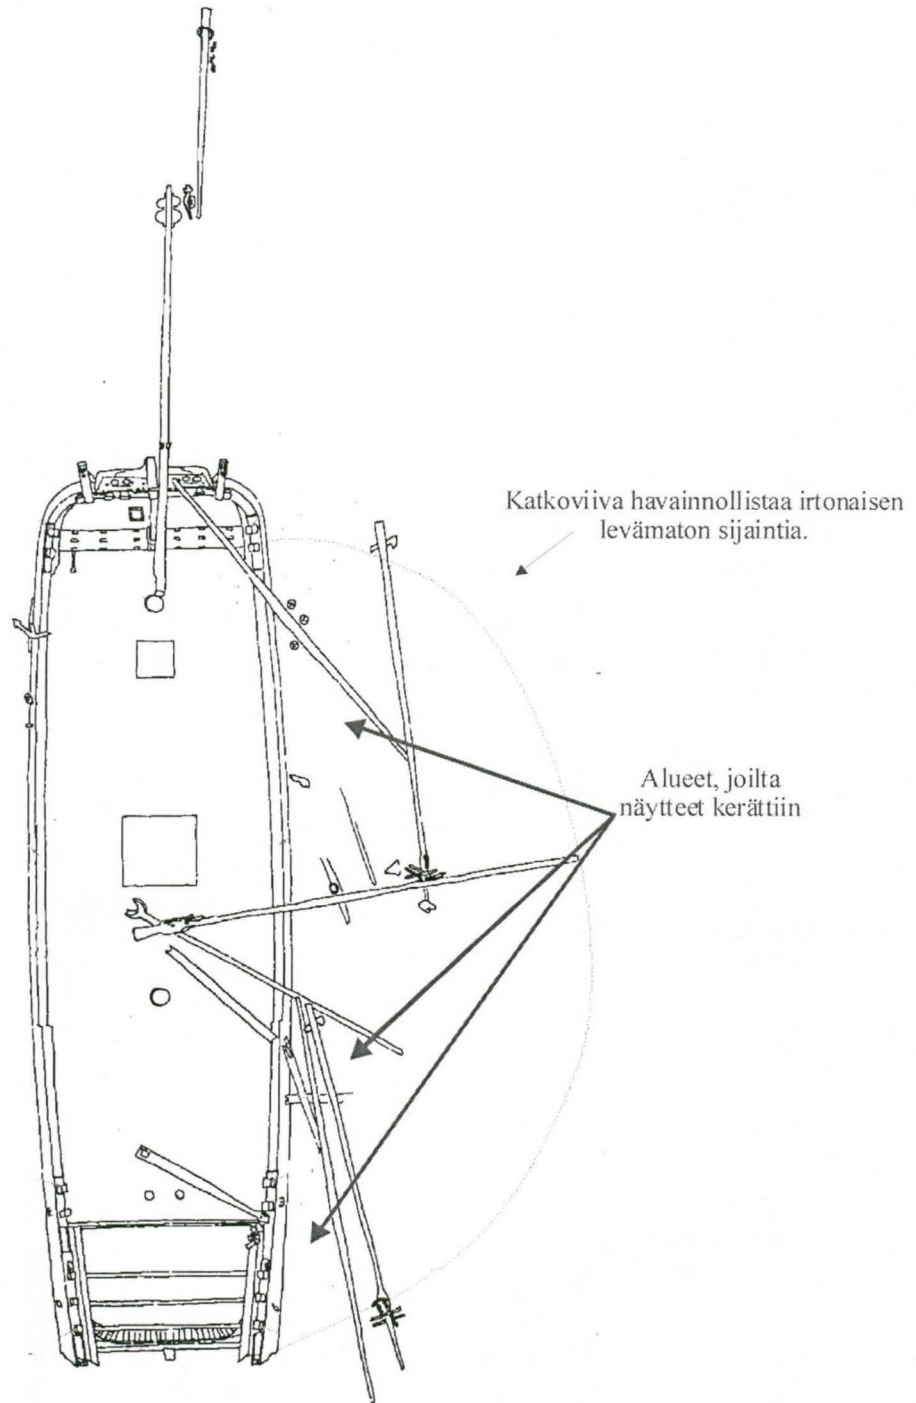 Katkoviiva havainnollistaa irtonaisen
levämaton sijaintia.
Alueet, joilta
näytteet kerättiin